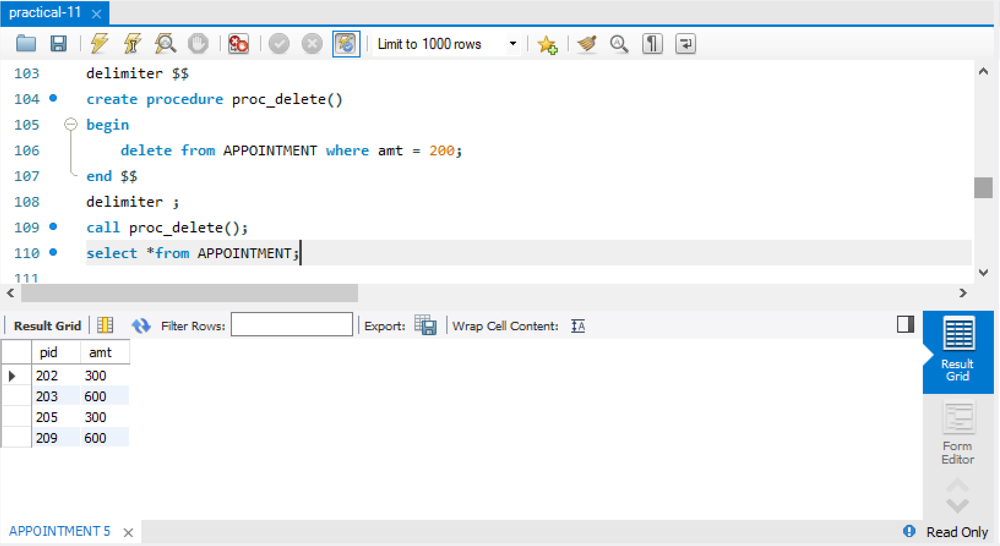 practical-11
Limit to 1000 rows
103 delimiter $$
104 create procedure proc_delete()
105 begin
106 delete from APPOINTMENT where amt = 200;
107 end $$
108 delimiter ;
109 call proc_delete();
110 select *from APPOINTMENT;
111
Result Grid Filter Rows: Export: Wrap Cell Content:
pid amt
202 300
203 600
205 300
209 600
Result
Grid
Form
Editor
APPOINTMENT 5
Read Only